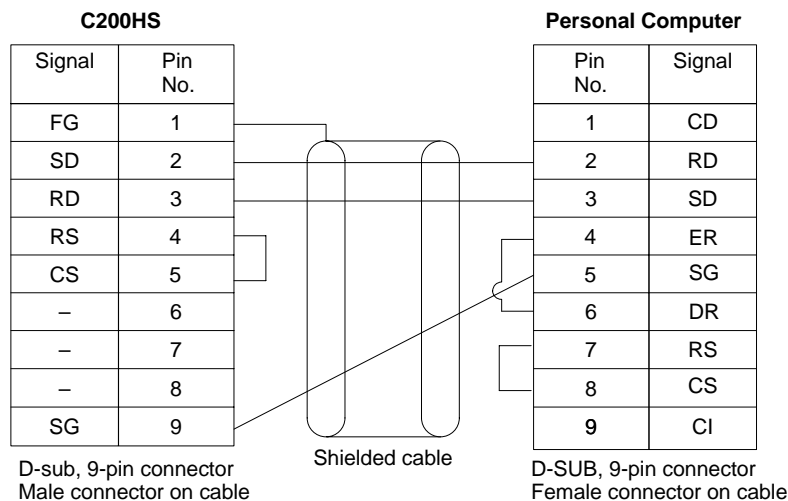 C200HS
Personal Computer
Signal Pin No.
FG 1
SD 2
RD 3
RS 4
CS 5
– 6
– 7
– 8
SG 9
Pin No. Signal
1 CD
2 RD
3 SD
4 ER
5 SG
6 DR
7 RS
8 CS
9 CI
Shielded cable
D-sub, 9-pin connector
Male connector on cable
D-SUB, 9-pin connector
Female connector on cable